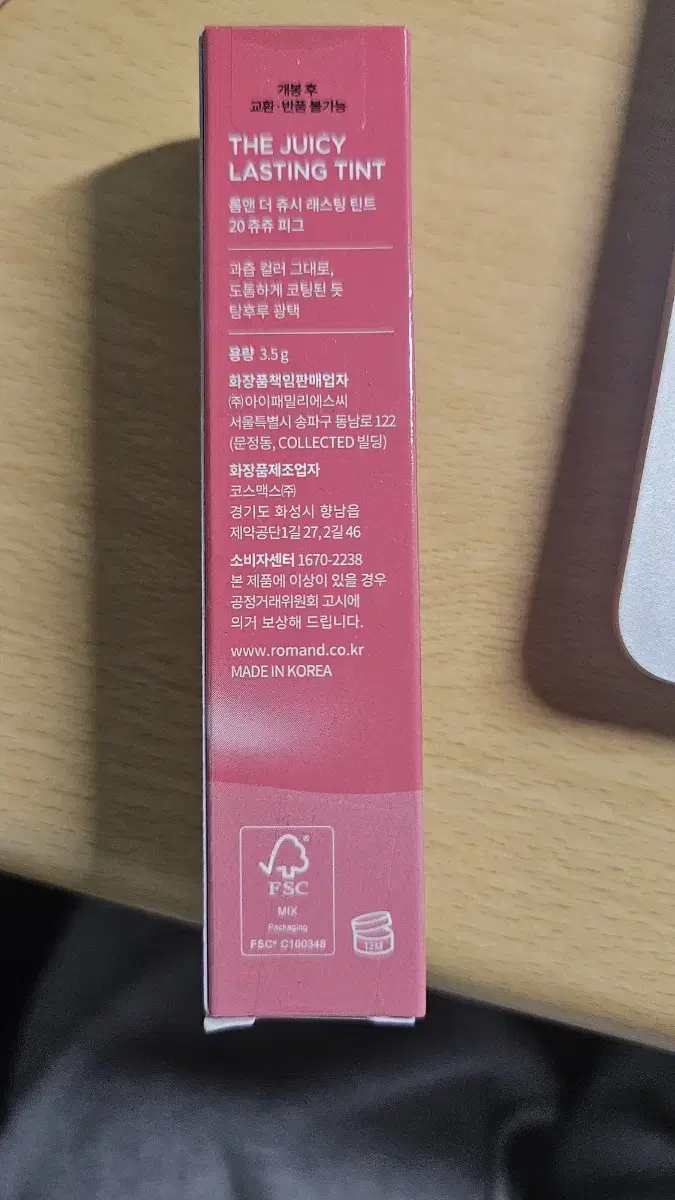 개봉 후
교환·반품 불가능
THE JUICY
LASTING TINT
롬앤 더 쥬시 래스팅 틴트
20 쥬쥬 피그
과즙 컬러 그대로,
도톰하게 코팅된 듯
탕후루 광택
용량 3.5 g
화장품책임판매업자
㈜아이패밀리에스씨
서울특별시 송파구 동남로 122
(문정동, COLLECTED 빌딩)
화장품제조업자
코스맥스㈜
경기도 화성시 향남읍
제약공단1길 27, 2길 46
소비자센터 1670-2238
본 제품에 이상이 있을 경우
공정거래위원회 고시에
의거 보상해 드립니다.
www.romand.co.kr
MADE IN KOREA
FSC
MIX
Packaging
FSC® C100348
12M